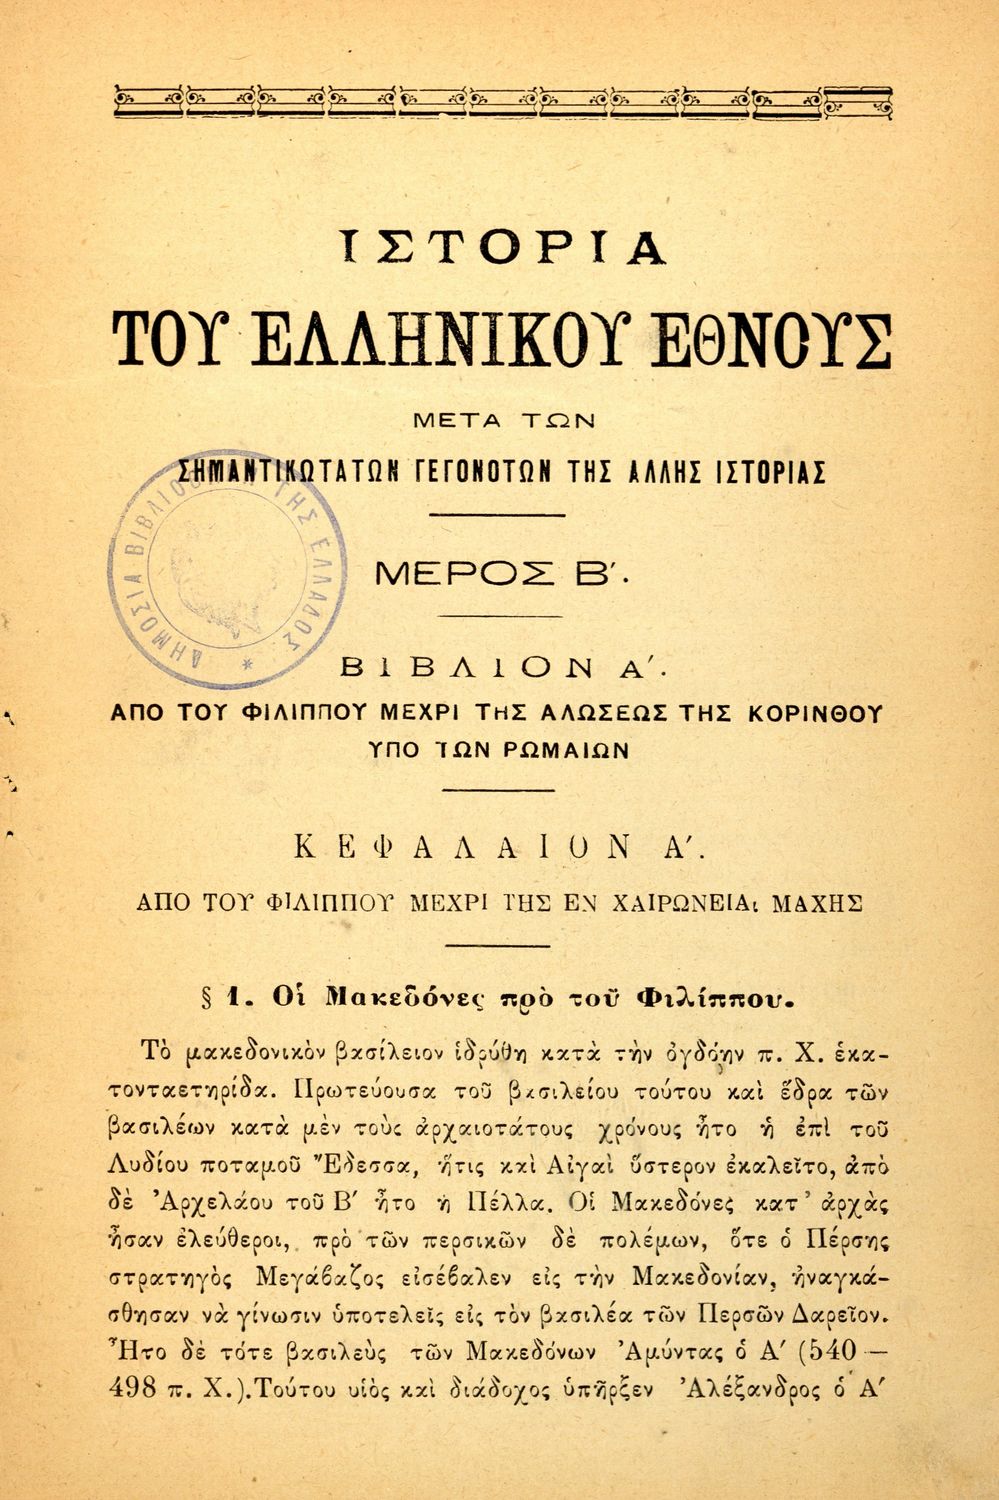 ΙΣΤΟΡΙΑ
ΤΟΥ ΕΛΛΗΝΙΚΟΥ ΕΘΝΟΥΣ
ΜΕΤΑ ΤΩΝ
ΣΗΜΑΝΤΙΚΩΤΑΤΩΝ ΓΕΓΟΝΟΤΩΝ ΤΗΣ ΑΛΛΗΣ ΙΣΤΟΡΙΑΣ
ΔΗΜΟΣΙΑ ΒΙΒΛΙΟ ΤΗΣ ΕΛΛΑΔΟΣ *
ΜΕΡΟΣ Β΄.
ΒΙΒΛΙΟΝ Α΄.
ΑΠΟ ΤΟΥ ΦΙΛΙΠΠΟΥ ΜΕΧΡΙ ΤΗΣ ΑΛΩΣΕΩΣ ΤΗΣ ΚΟΡΙΝΘΟΥ
ΥΠΟ ΤΩΝ ΡΩΜΑΙΩΝ
ΚΕΦΑΛΑΙΟΝ Α΄.
ΑΠΟ ΤΟΥ ΦΙΛΙΠΠΟΥ ΜΕΧΡΙ ΤΗΣ ΕΝ ΧΑΙΡΩΝΕΙΑι ΜΑΧΗΣ
§ 1. Οἱ Μακεδόνες πρὸ τοῦ Φιλίππου.
Τὸ μακεδονικὸν βασίλειον ἱδρύθη κατὰ τὴν ὀγδόην π. Χ. ἑκα-
τονταετηρίδα. Πρωτεύουσα τοῦ βασιλείου τούτου καὶ ἕδρα τῶν
βασιλέων κατὰ μὲν τοὺς ἀρχαιοτάτους χρόνους ἦτο ἡ ἐπὶ τοῦ
Λυδίου ποταμοῦ Ἔδεσσα, ἥτις καὶ Αἰγαὶ ὕστερον ἐκαλεῖτο, ἀπὸ
δὲ Ἀρχελάου τοῦ Β΄ ἦτο ἡ Πέλλα. Οἱ Μακεδόνες κατ᾿ ἀρχὰς
ἦσαν ἐλεύθεροι, πρὸ τῶν περσικῶν δὲ πολέμων, ὅτε ὁ Πέρσης
στρατηγὸς Μεγάβαζος εἰσέβαλεν εἰς τὴν Μακεδονίαν, ἠναγκά-
σθησαν νὰ γίνωσιν ὑποτελεῖς εἰς τὸν βασιλέα τῶν Περσῶν Δαρεῖον.
Ἦτο δὲ τότε βασιλεὺς τῶν Μακεδόνων Ἀμύντας ὁ Α΄ (540 —
498 π. Χ.). Τούτου υἱὸς καὶ διάδοχος ὑπῆρξεν Ἀλέξανδρος ὁ Α΄